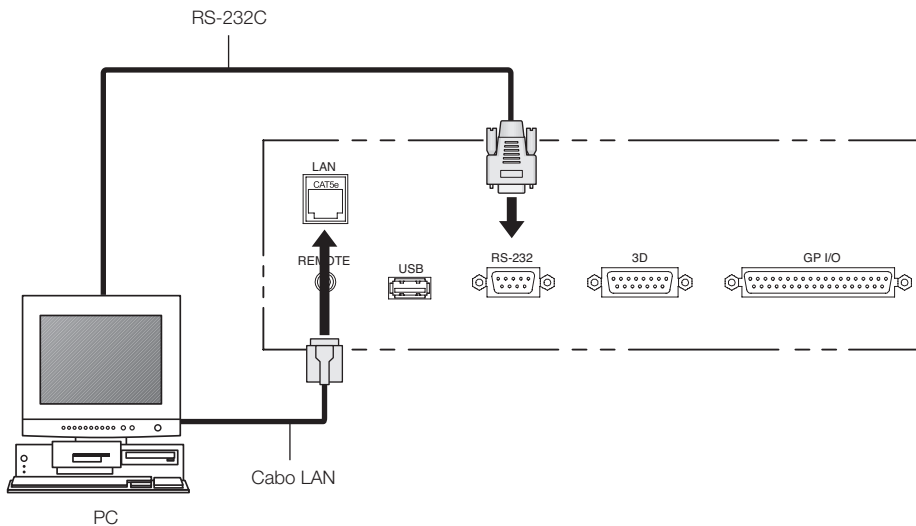 RS-232C
LAN
CAT5e
REMOTE
USB
RS-232
3D
GP I/O
Cabo LAN
PC